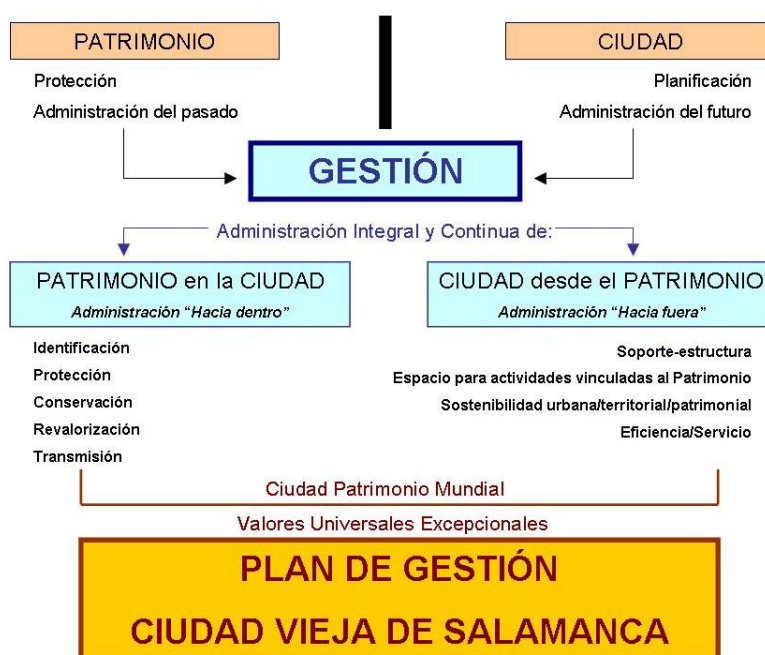 PATRIMONIO
Protección
Administración del pasado
CIUDAD
Planificación
Administración del futuro
GESTIÓN
Administración Integral y Continua de:
PATRIMONIO en la CIUDAD
Administración “Hacia dentro”
Identificación
Protección
Conservación
Revalorización
Transmisión
CIUDAD desde el PATRIMONIO
Administración “Hacia fuera”
Soporte-estructura
Espacio para actividades vinculadas al Patrimonio
Sostenibilidad urbana/territorial/patrimonial
Eficiencia/Servicio
Ciudad Patrimonio Mundial
Valores Universales Excepcionales
PLAN DE GESTIÓN
CIUDAD VIEJA DE SALAMANCA